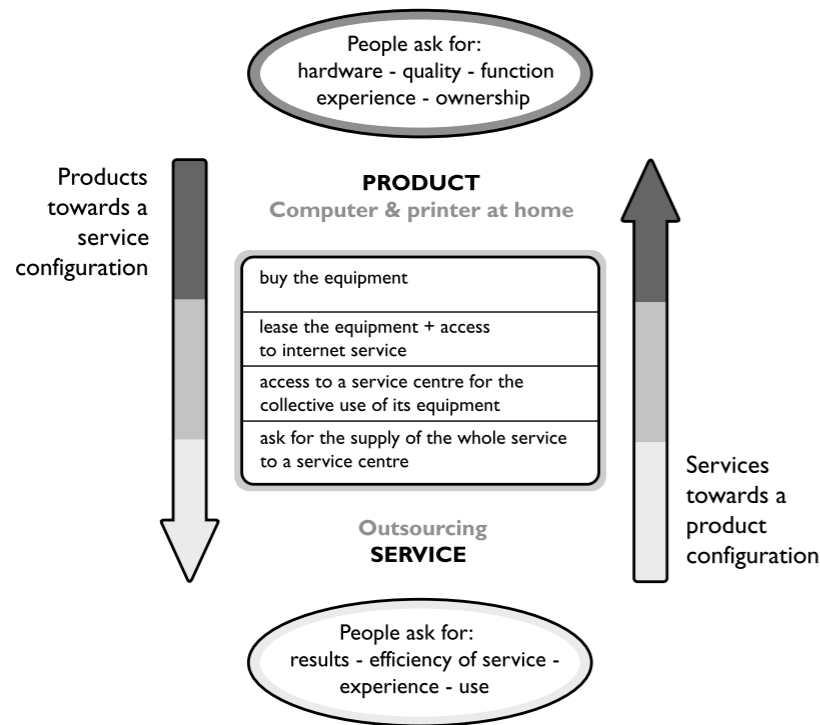 People ask for:
hardware - quality - function
experience - ownership
Products
towards a
service
configuration
PRODUCT
Computer & printer at home
buy the equipment
lease the equipment + access
to internet service
access to a service centre for the
collective use of its equipment
ask for the supply of the whole service
to a service centre
Services
towards a
product
configuration
Outsourcing
SERVICE
People ask for:
results - efficiency of service -
experience - use